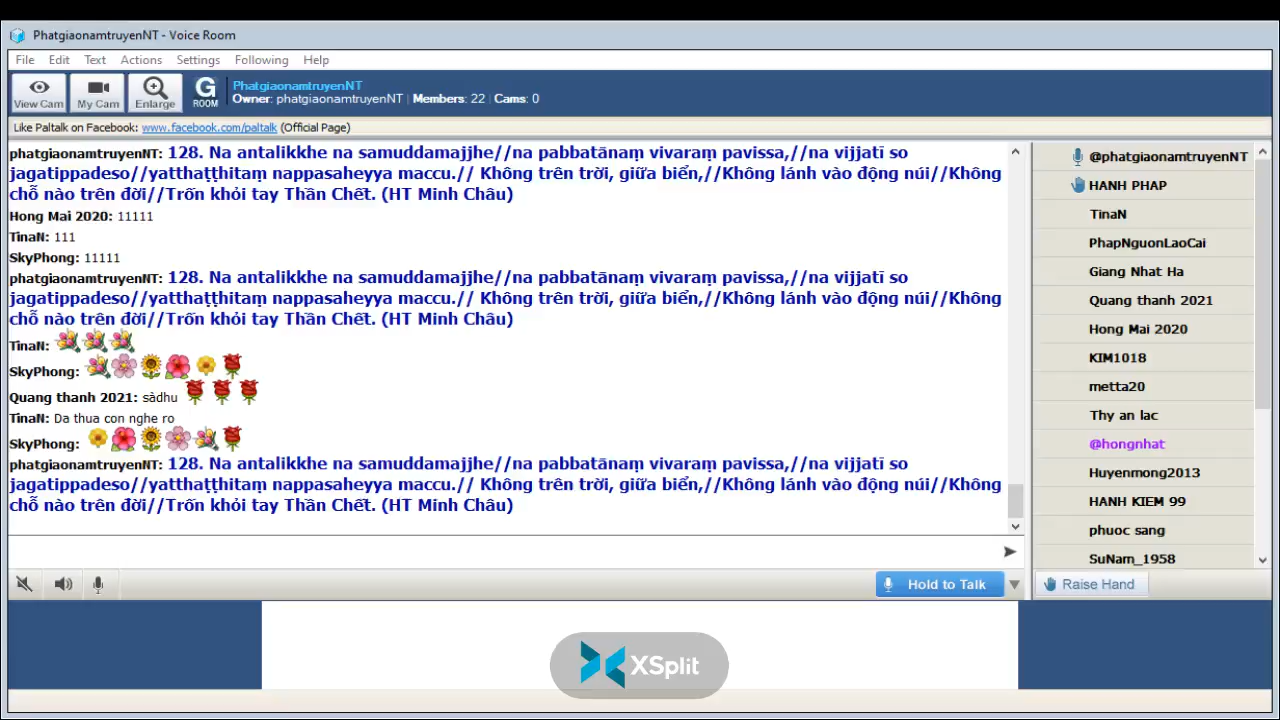 PhatgiaonamtruyenNT - Voice Room
File Edit Text Actions Settings Following Help
View Cam
My Cam
Enlarge
G ROOM
PhatgiaonamtruyenNT
Owner: phatgiaonamtruyenNT | Members: 22 | Cams: 0
Like Paltalk on Facebook: www.facebook.com/paltalk (Official Page)
phatgiaonamtruyenNT: 128. Na antalikkhe na samuddamajjhe//na pabbatānaṃ vivaraṃ pavissa,//na vijjatī so
jagatippadeso//yatthaṭṭhitaṃ nappasaheyya maccu.// Không trên trời, giữa biển,//Không lánh vào động núi//Không
chỗ nào trên đời//Trốn khỏi tay Thần Chết. (HT Minh Châu)
Hong Mai 2020: 11111
TinaN: 111
SkyPhong: 11111
phatgiaonamtruyenNT: 128. Na antalikkhe na samuddamajjhe//na pabbatānaṃ vivaraṃ pavissa,//na vijjatī so
jagatippadeso//yatthaṭṭhitaṃ nappasaheyya maccu.// Không trên trời, giữa biển,//Không lánh vào động núi//Không
chỗ nào trên đời//Trốn khỏi tay Thần Chết. (HT Minh Châu)
TinaN:
SkyPhong:
Quang thanh 2021: sàdhu
TinaN: Da thua con nghe ro
SkyPhong:
phatgiaonamtruyenNT: 128. Na antalikkhe na samuddamajjhe//na pabbatānaṃ vivaraṃ pavissa,//na vijjatī so
jagatippadeso//yatthaṭṭhitaṃ nappasaheyya maccu.// Không trên trời, giữa biển,//Không lánh vào động núi//Không
chỗ nào trên đời//Trốn khỏi tay Thần Chết. (HT Minh Châu)
@phatgiaonamtruyenNT
HANH PHAP
TinaN
PhapNguonLaoCai
Giang Nhat Ha
Quang thanh 2021
Hong Mai 2020
KIM1018
metta20
Thy an lac
@hongnhat
Huyenmong2013
HANH KIEM 99
phuoc sang
SuNam_1958
Hold to Talk
Raise Hand
XSplit